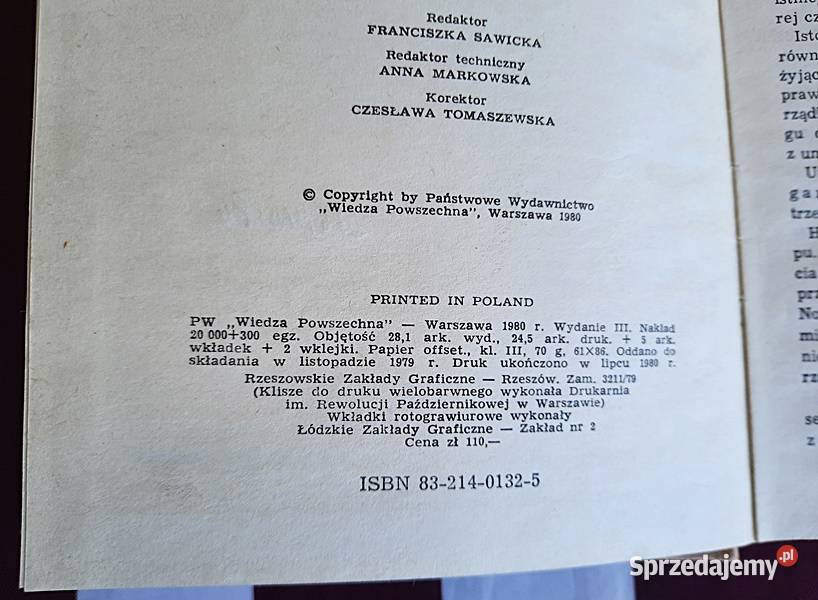 Redaktor
FRANCISZKA SAWICKA
Redaktor techniczny
ANNA MARKOWSKA
Korektor
CZESŁAWA TOMASZEWSKA
© Copyright by Państwowe Wydawnictwo
„Wiedza Powszechna”, Warszawa 1980
PRINTED IN POLAND
PW „Wiedza Powszechna” — Warszawa 1980 r. Wydanie III. Nakład
20 000+300 egz. Objętość 28,1 ark. wyd., 24,5 ark. druk. + 5 ark.
wkładek + 2 wklejki. Papier offset., kl. III, 70 g, 61X86. Oddano do
składania w listopadzie 1979 r. Druk ukończono w lipcu 1980 r.
Rzeszowskie Zakłady Graficzne — Rzeszów. Zam. 3211/79
(Klisze do druku wielobarwnego wykonała Drukarnia
im. Rewolucji Październikowej w Warszawie)
Wkładki rotograwiurowe wykonały
Łódzkie Zakłady Graficzne — Zakład nr 2
Cena zł 110,—
ISBN 83-214-0132-5
rej
z
Sprzedajemy.pl